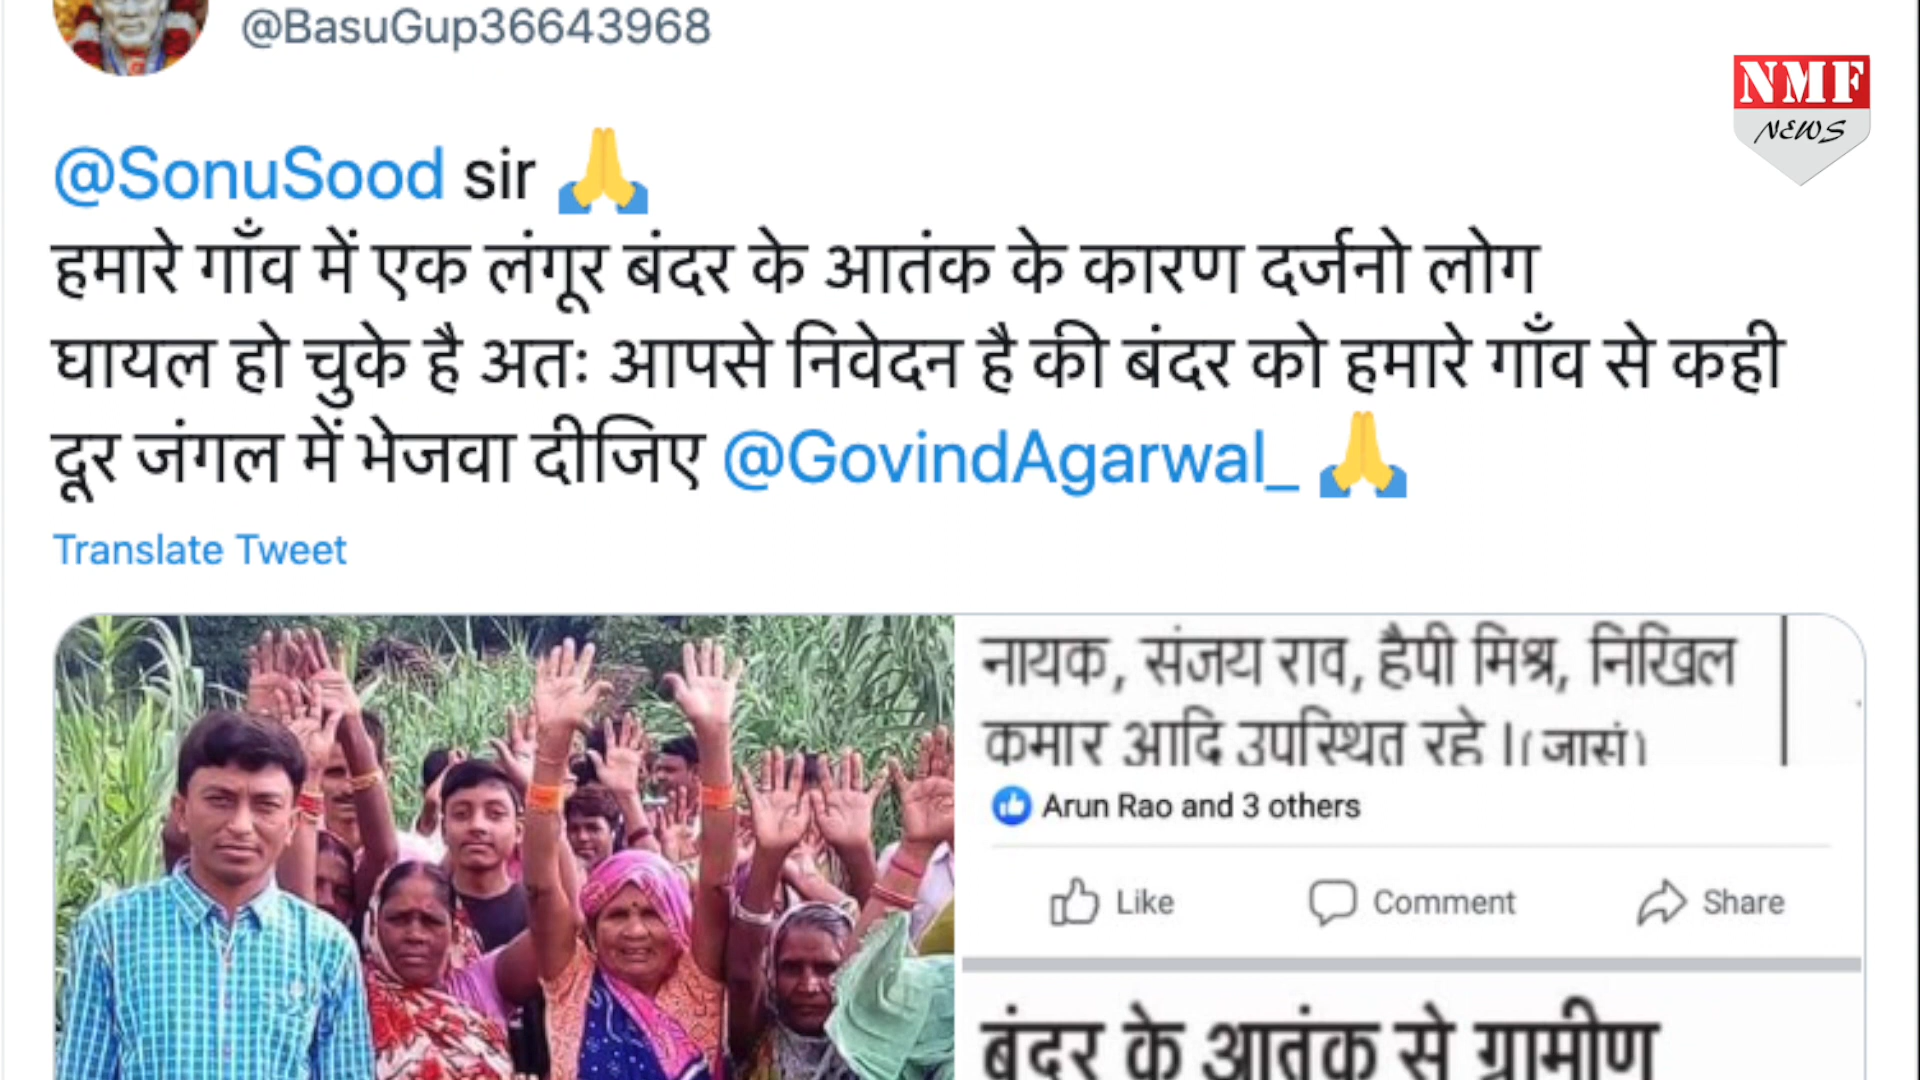 @BasuGup36643968
NMF
NEWS
@SonuSood sir 🙏
हमारे गाँव में एक लंगूर बंदर के आतंक के कारण दर्जनो लोग
घायल हो चुके है अतः आपसे निवेदन है की बंदर को हमारे गाँव से कही
दूर जंगल में भेजवा दीजिए @GovindAgarwal_ 🙏
Translate Tweet
नायक, संजय राव, हैपी मिश्र, निखिल
कुमार आदि उपस्थित रहे ।(जासं)
Arun Rao and 3 others
Like Comment Share
बंदर के आतंक से ग्रामीण